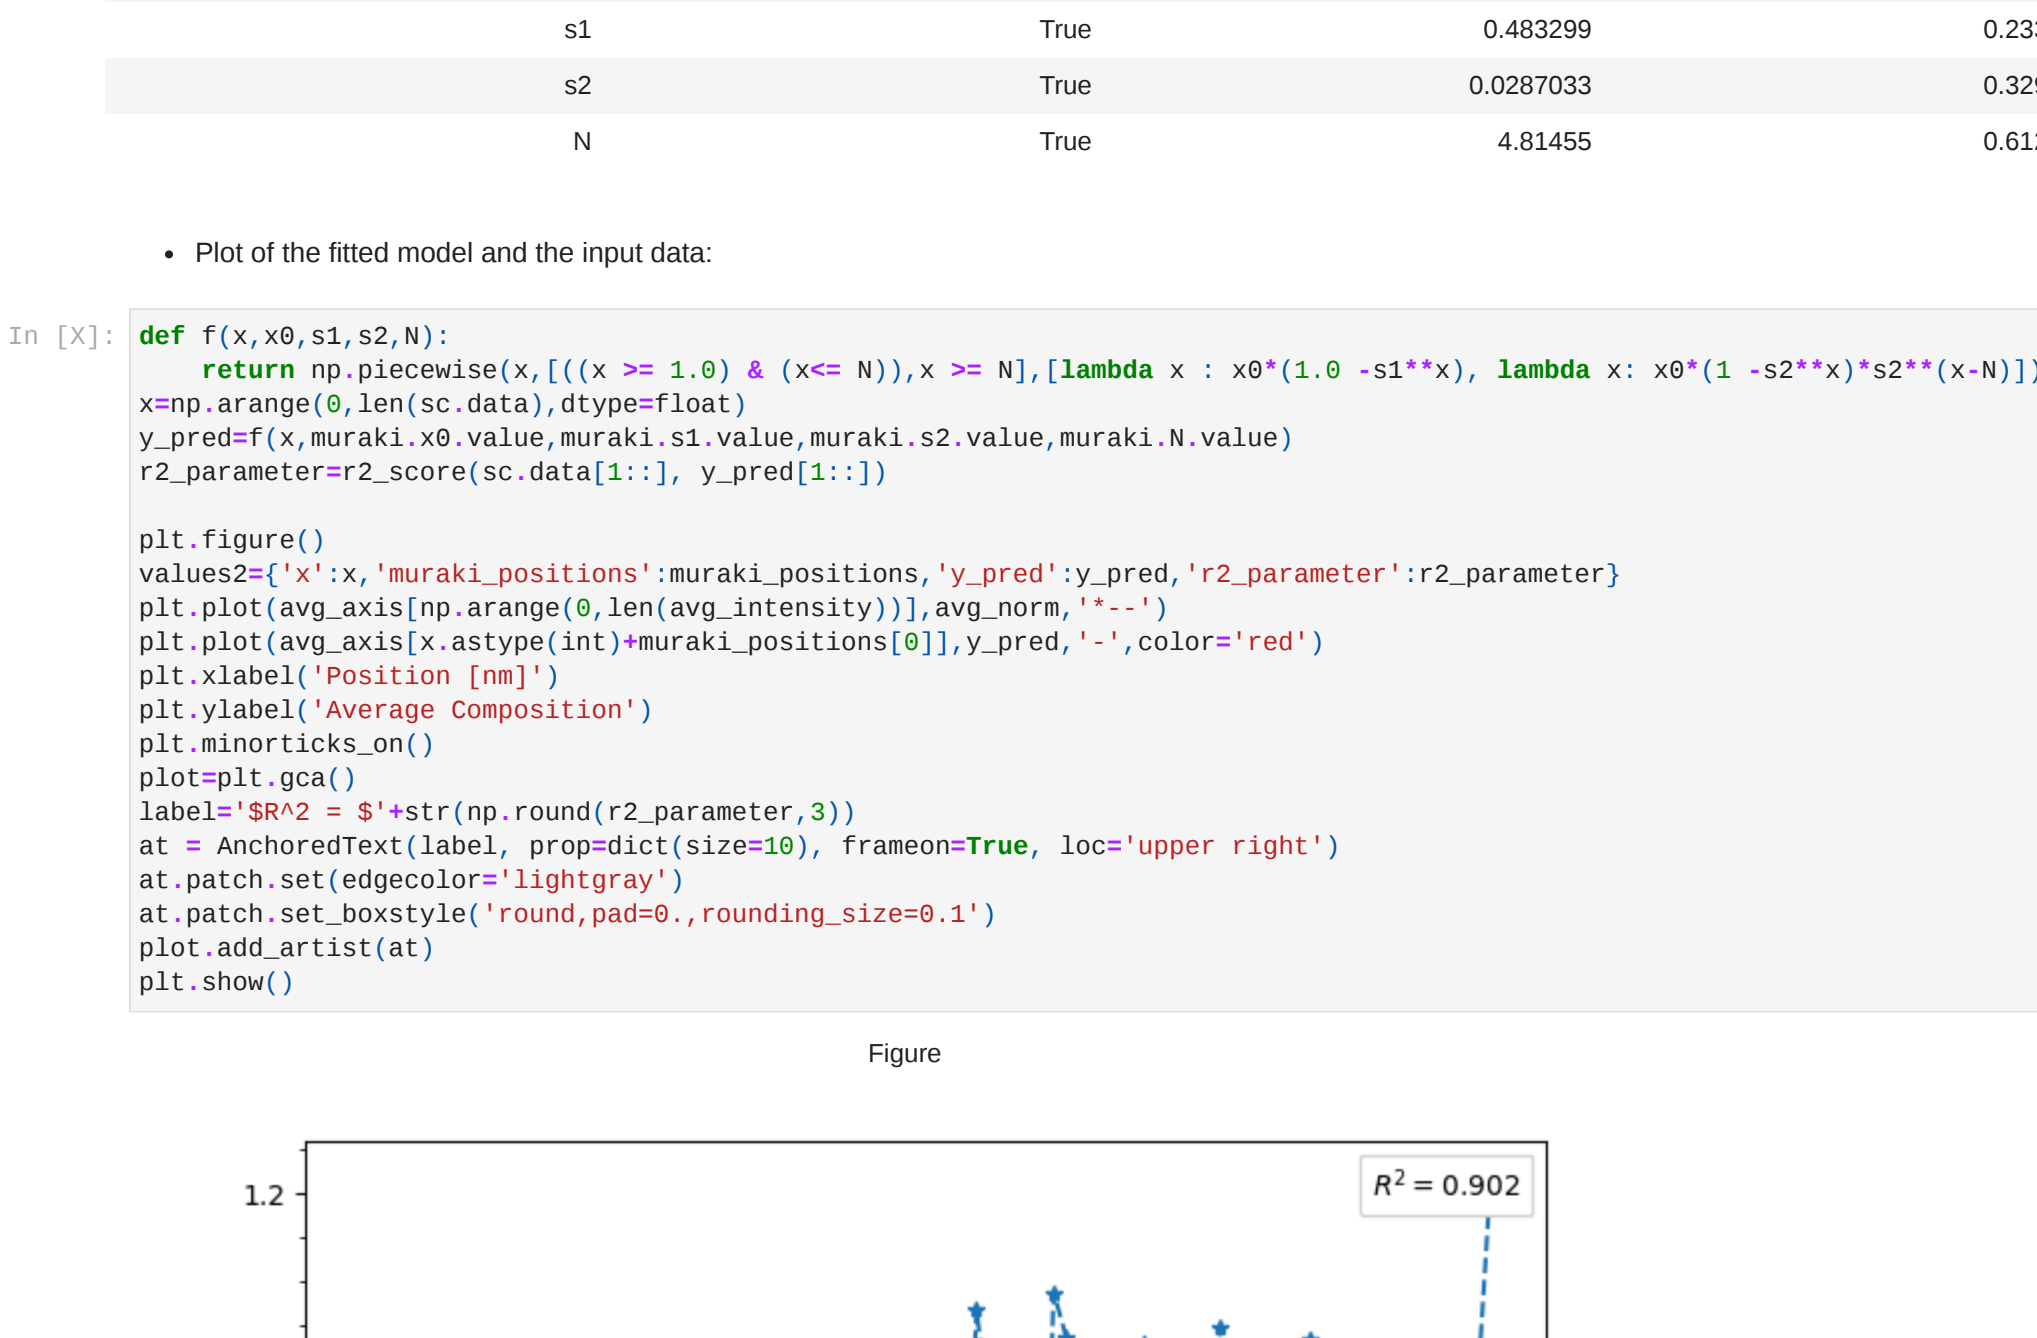 s1 True 0.483299 0.23
s2 True 0.0287033 0.32
N True 4.81455 0.61
• Plot of the fitted model and the input data:
In [X]:
def f(x,x0,s1,s2,N):
    return np.piecewise(x,[((x >= 1.0) & (x<= N)),x >= N],[lambda x : x0*(1.0 -s1**x), lambda x: x0*(1 -s2**x)*s2**(x-N)])
x=np.arange(0,len(sc.data),dtype=float)
y_pred=f(x,muraki.x0.value,muraki.s1.value,muraki.s2.value,muraki.N.value)
r2_parameter=r2_score(sc.data[1::], y_pred[1::])
plt.figure()
values2={'x':x,'muraki_positions':muraki_positions,'y_pred':y_pred,'r2_parameter':r2_parameter}
plt.plot(avg_axis[np.arange(0,len(avg_intensity))],avg_norm,'*--')
plt.plot(avg_axis[x.astype(int)+muraki_positions[0]],y_pred,'-',color='red')
plt.xlabel('Position [nm]')
plt.ylabel('Average Composition')
plt.minorticks_on()
plot=plt.gca()
label='$R^2 = $'+str(np.round(r2_parameter,3))
at = AnchoredText(label, prop=dict(size=10), frameon=True, loc='upper right')
at.patch.set(edgecolor='lightgray')
at.patch.set_boxstyle('round,pad=0.,rounding_size=0.1')
plot.add_artist(at)
plt.show()
Figure
R² = 0.902
1.2